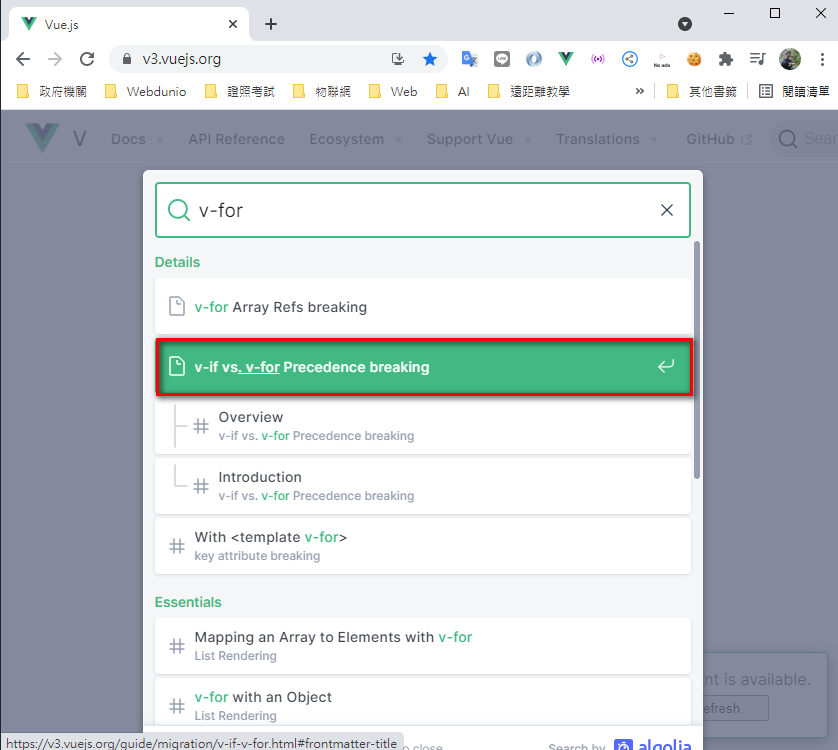 Vue.js
v3.vuejs.org
政府機關 Webdunio 證照考試 物聯網 Web AI 遠距離教學 » 其他書籤 閱讀清單
V Docs API Reference Ecosystem Support Vue Translations GitHub Sear
v-for
Details
v-for Array Refs breaking
v-if vs. v-for Precedence breaking
Overview
v-if vs. v-for Precedence breaking
Introduction
v-if vs. v-for Precedence breaking
With <template v-for>
key attribute breaking
Essentials
Mapping an Array to Elements with v-for
List Rendering
nt is available.
v-for with an Object
efresh
List Rendering
https://v3.vuejs.org/guide/migration/v-if-v-for.html#frontmatter-title
o close
Search by algolia